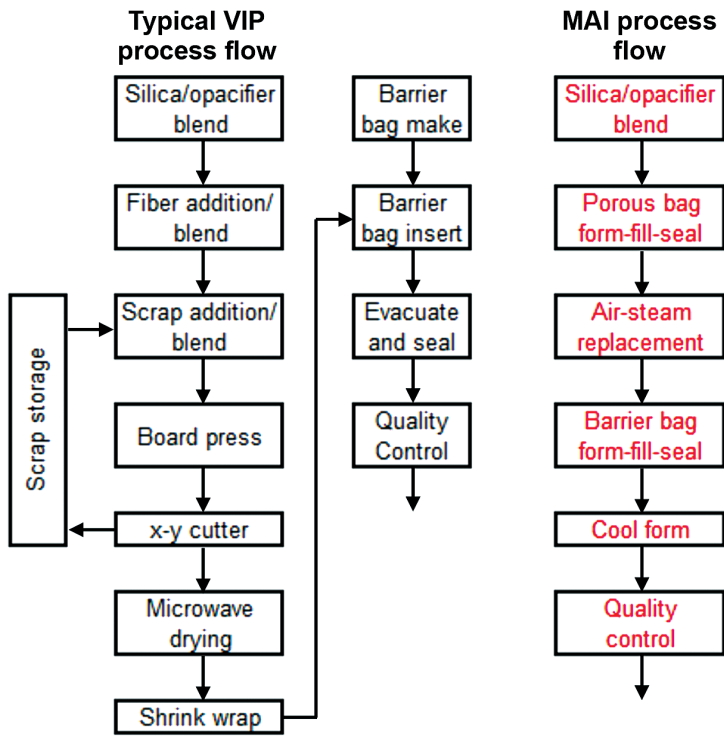 Typical VIP
process flow
Silica/opacifier
blend
Fiber addition/
blend
Scrap addition/
blend
Board press
x-y cutter
Microwave
drying
Shrink wrap
Scrap storage
Barrier
bag make
Barrier
bag insert
Evacuate
and seal
Quality
Control
MAI process
flow
Silica/opacifier
blend
Porous bag
form-fill-seal
Air-steam
replacement
Barrier bag
form-fill-seal
Cool form
Quality
control